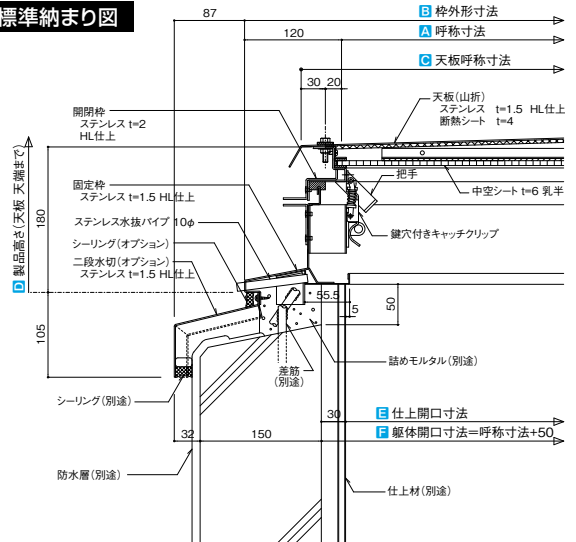 標準納まり図
87
B 枠外形寸法
120
A 呼称寸法
C 天板呼称寸法
30
20
天板(山折)
ステンレス t=1.5 HL仕上
断熱シート t=4
開閉枠
ステンレス t=2
HL仕上
把手
中空シート t=6 乳半
固定枠
ステンレス t=1.5 HL仕上
ステンレス水抜パイプ 10φ
鍵穴付きキャッチクリップ
シーリング(オプション)
二段水切(オプション)
ステンレス t=1.5 HL仕上
D 製品高さ(天板 天端まで)
180
105
55.5
5
50
詰めモルタル(別途)
差筋
(別途)
シーリング(別途)
30
E 仕上開口寸法
32
150
F 躯体開口寸法=呼称寸法+50
防水層(別途)
仕上材(別途)